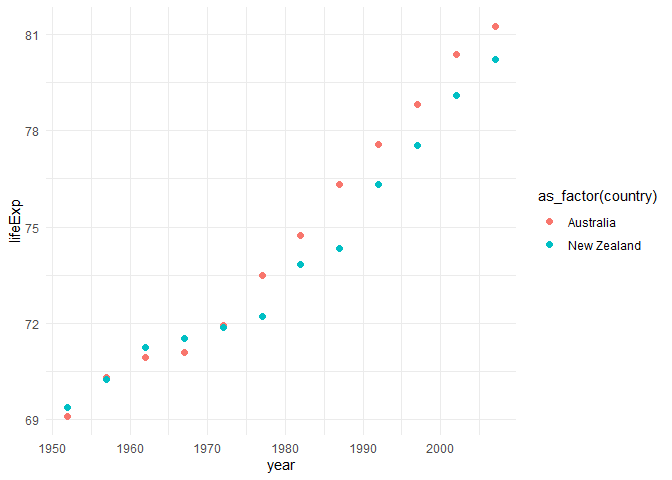 81
78
75
72
69
lifeExp
1950 1960 1970 1980 1990 2000
year
as_factor(country)
Australia
New Zealand